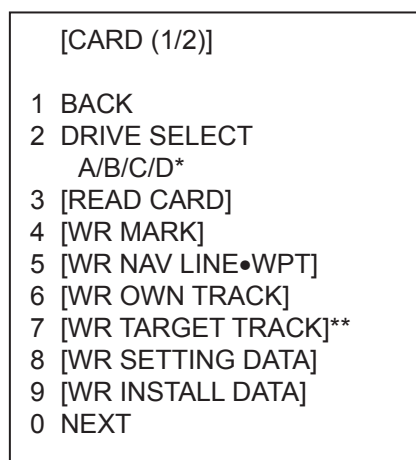 [CARD (1/2)]
1 BACK
2 DRIVE SELECT
A/B/C/D*
3 [READ CARD]
4 [WR MARK]
5 [WR NAV LINE•WPT]
6 [WR OWN TRACK]
7 [WR TARGET TRACK]**
8 [WR SETTING DATA]
9 [WR INSTALL DATA]
0 NEXT